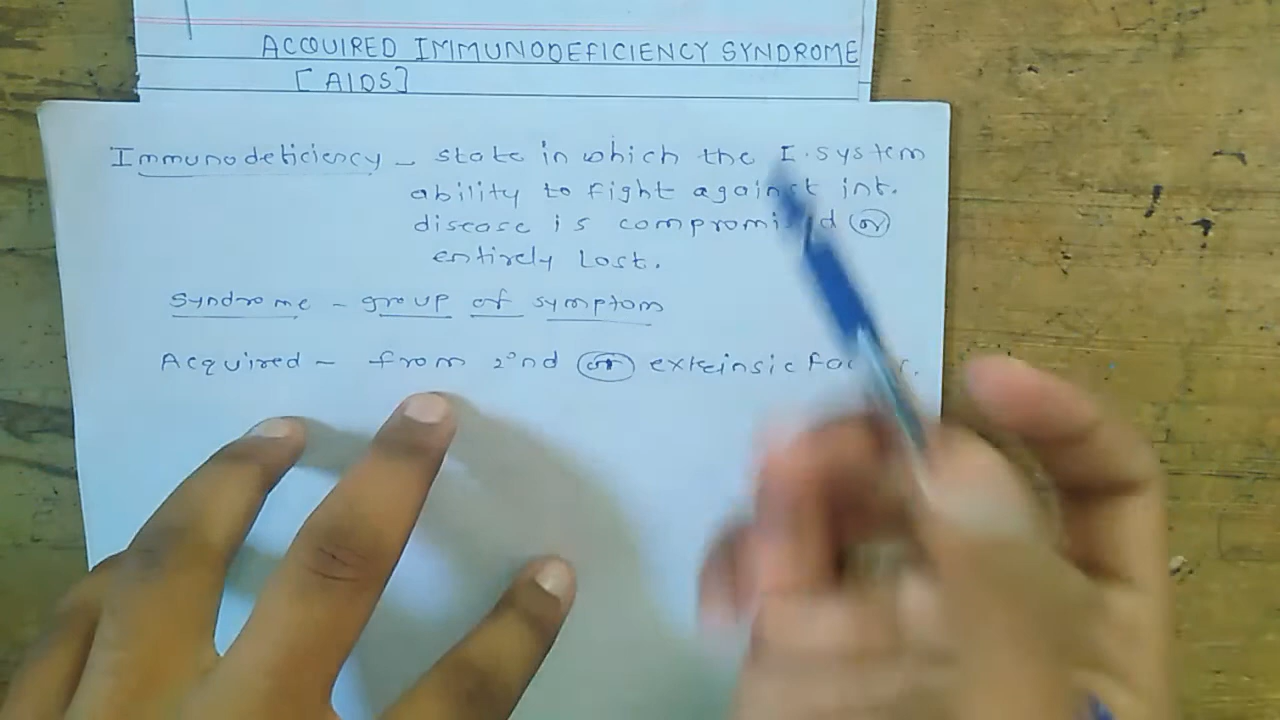 ACCQUIRED IMMUNODEFICIENCY SYNDROME
[AIDS]
Immunodeficiency - state in which the I. system
ability to fight against inf.
disease is compromised or
entirely lost.
Syndrome - group of symptom
Acquired - from 2nd or extrinsic